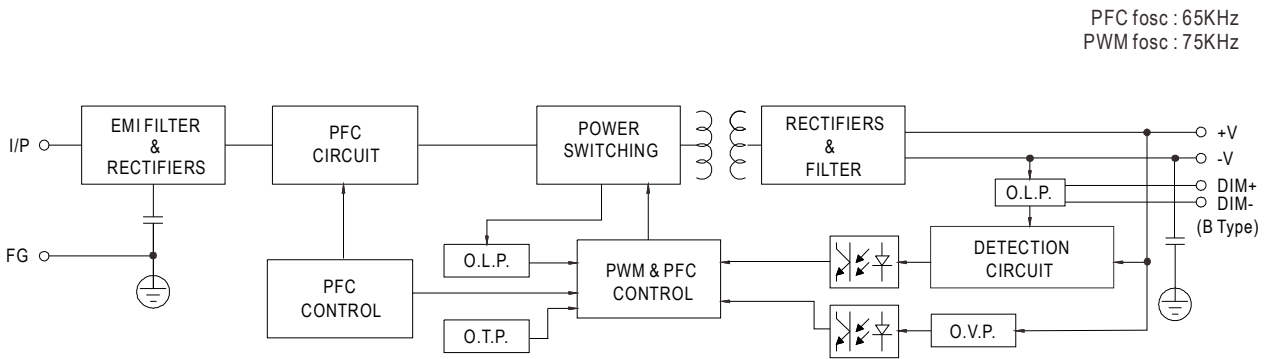 PFC fosc : 65KHz
PWM fosc : 75KHz
I/P
EMI FILTER
&
RECTIFIERS
PFC
CIRCUIT
POWER
SWITCHING
RECTIFIERS
&
FILTER
+V
-V
O.L.P.
DIM+
DIM-
(B Type)
FG
O.L.P.
PFC
CONTROL
PWM & PFC
CONTROL
DETECTION
CIRCUIT
O.T.P.
O.V.P.